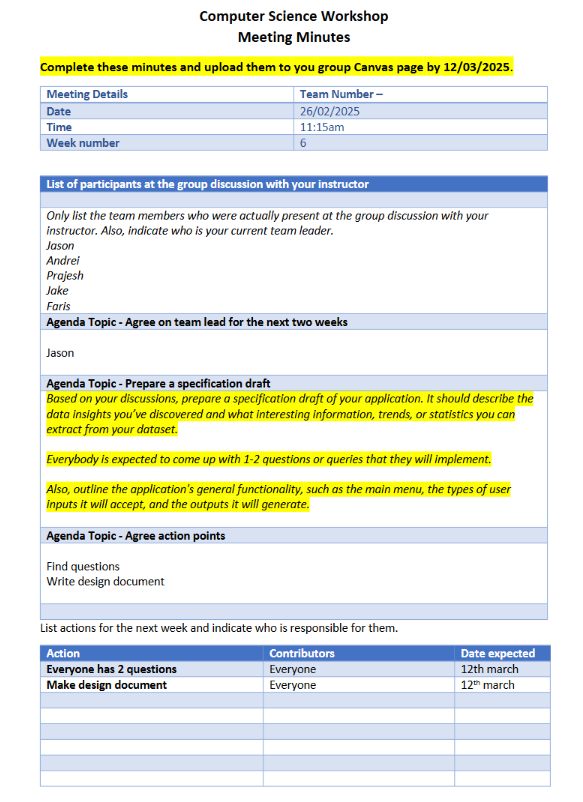 Computer Science Workshop
Meeting Minutes
Complete these minutes and upload them to you group Canvas page by 12/03/2025.
Meeting Details Team Number –
Date 26/02/2025
Time 11:15am
Week number 6
List of participants at the group discussion with your instructor
Only list the team members who were actually present at the group discussion with your
instructor. Also, indicate who is your current team leader.
Jason
Andrei
Prajesh
Jake
Faris
Agenda Topic - Agree on team lead for the next two weeks
Jason
Agenda Topic - Prepare a specification draft
Based on your discussions, prepare a specification draft of your application. It should describe the
data insights you've discovered and what interesting information, trends, or statistics you can
extract from your dataset.
Everybody is expected to come up with 1-2 questions or queries that they will implement.
Also, outline the application's general functionality, such as the main menu, the types of user
inputs it will accept, and the outputs it will generate.
Agenda Topic - Agree action points
Find questions
Write design document
List actions for the next week and indicate who is responsible for them.
Action Contributors Date expected
Everyone has 2 questions Everyone 12th march
Make design document Everyone 12th march